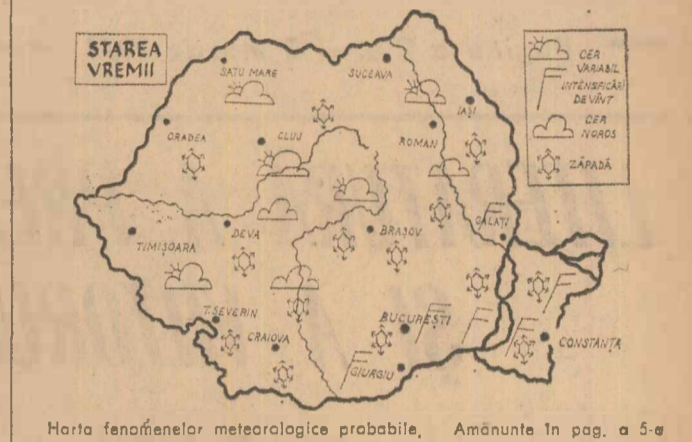 STAREA
VREMII
SATU MARE
SUCEAVA
IAȘI
ORADEA
CLUJ
ROMAN
TIMIȘOARA
DEVA
BRAȘOV
GALAȚI
T. SEVERIN
CRAIOVA
BUCUREȘTI
GIURGIU
CONSTANȚA
CER
VARIABIL
INTENSIFICĂRI
DE VÎNT
CER
NOROS
ZĂPADĂ
Harta fenomenelor meteorologice probabile, Amănunte în pag. a 5-a